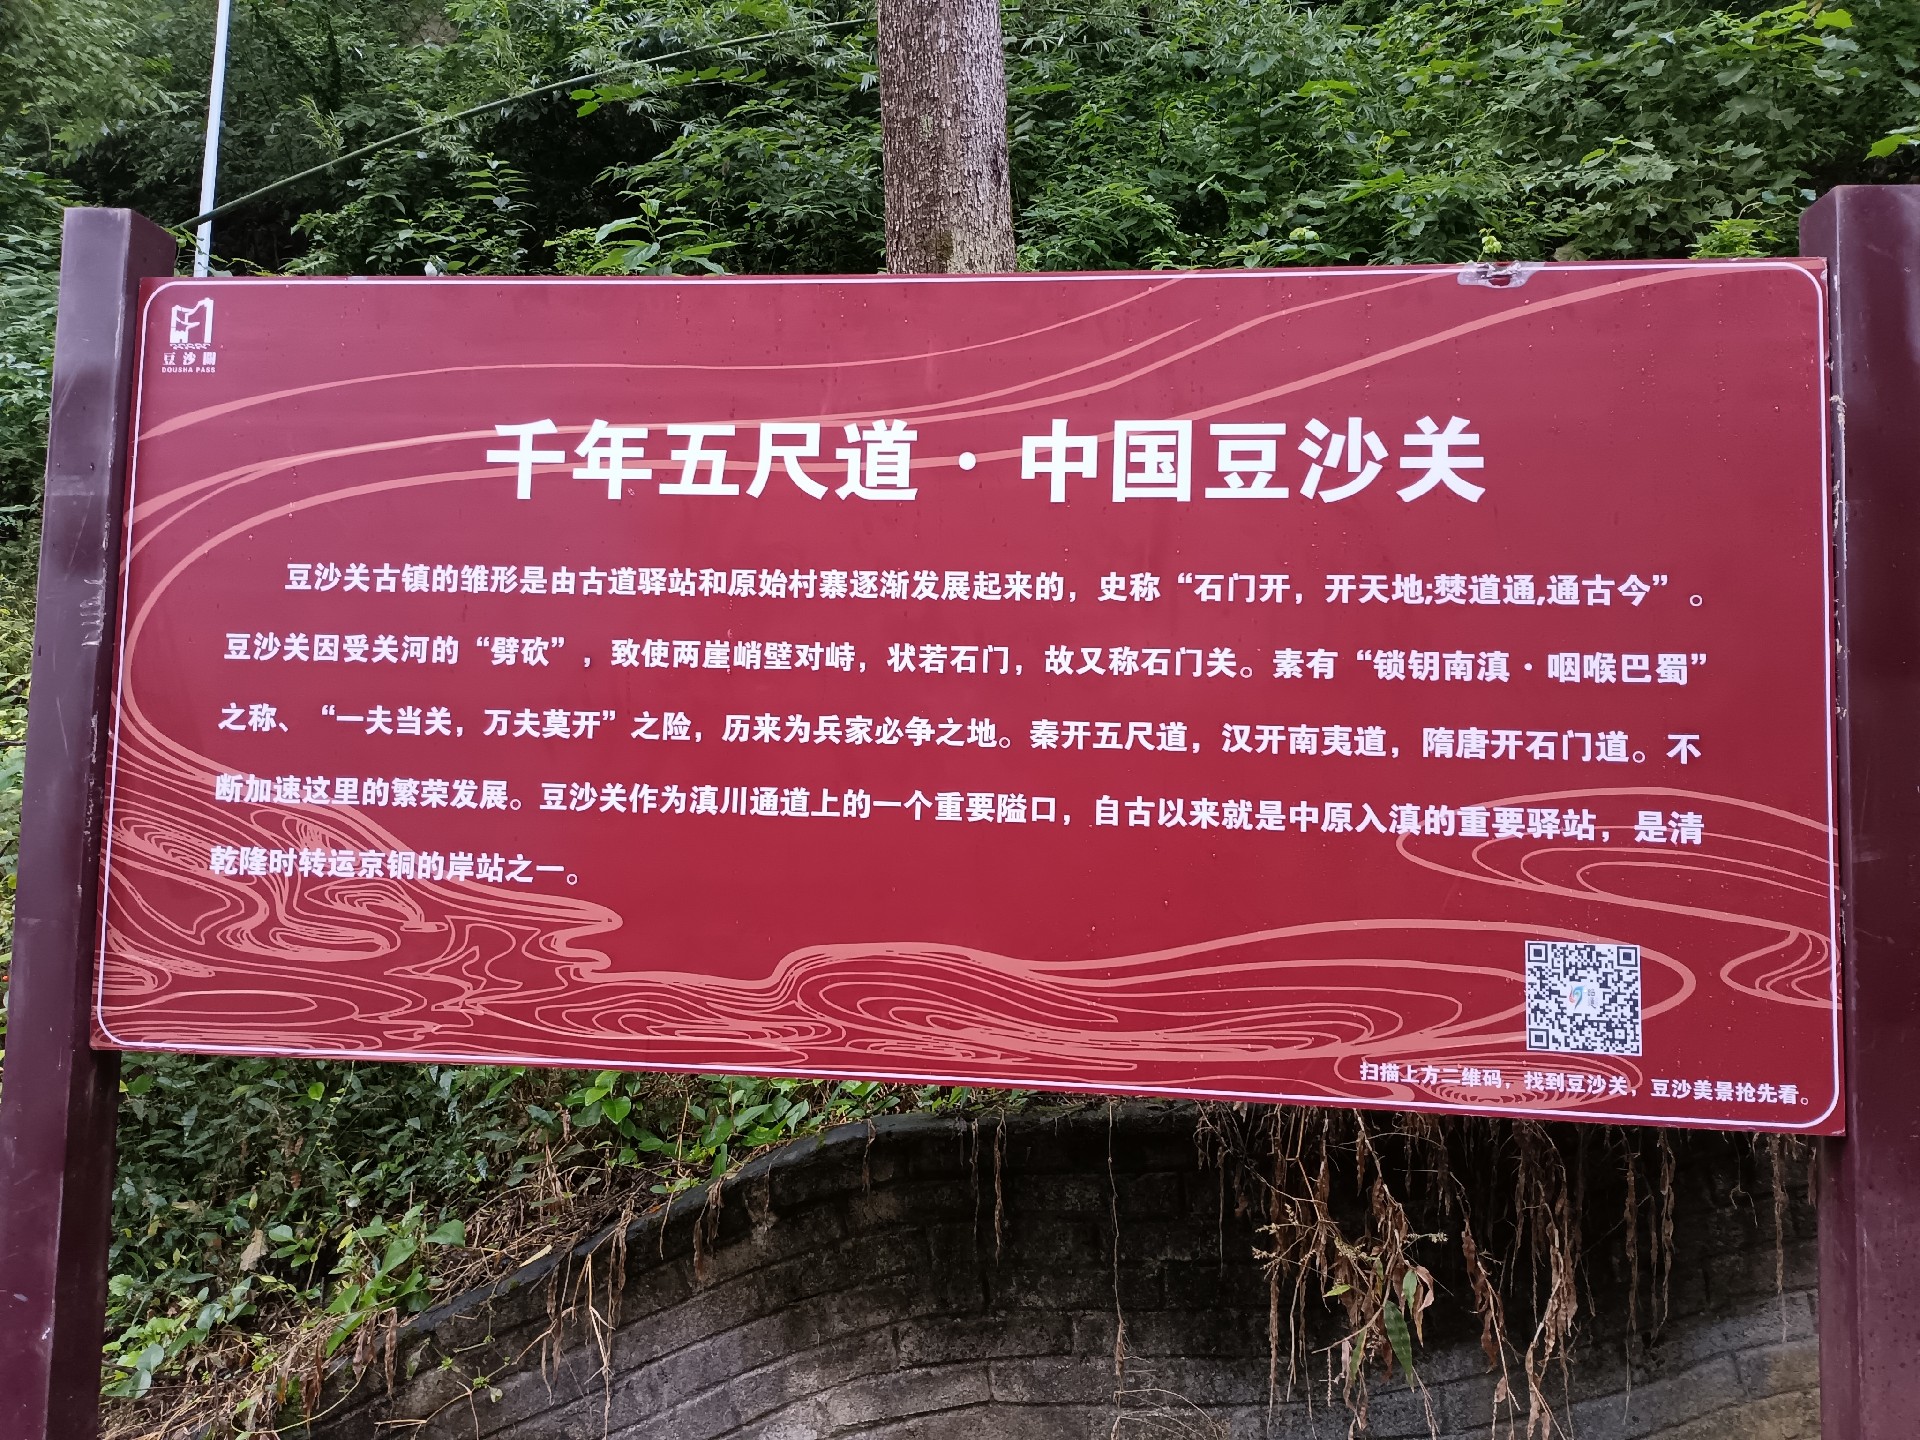 豆沙關
DOUSHA PASS
千年五尺道·中国豆沙关
豆沙关古镇的雏形是由古道驿站和原始村寨逐渐发展起来的，史称“石门开，开天地;僰道通,通古今”。
豆沙关因受关河的“劈砍”，致使两崖峭壁对峙，状若石门，故又称石门关。素有“锁钥南滇·咽喉巴蜀”
之称、“一夫当关，万夫莫开”之险，历来为兵家必争之地。秦开五尺道，汉开南夷道，隋唐开石门道。不
断加速这里的繁荣发展。豆沙关作为滇川通道上的一个重要隘口，自古以来就是中原入滇的重要驿站，是清
乾隆时转运京铜的岸站之一。
扫描上方二维码，找到豆沙关，豆沙美景抢先看。